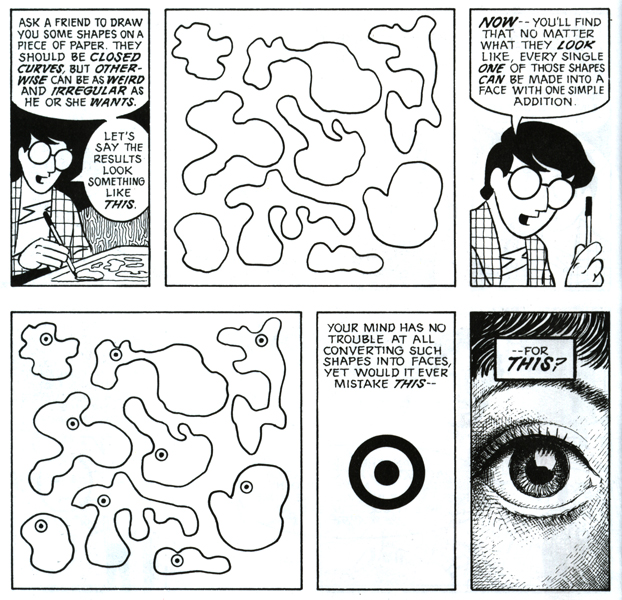 ASK A FRIEND TO DRAW
YOU SOME SHAPES ON A
PIECE OF PAPER. THEY
SHOULD BE CLOSED
CURVES, BUT OTHER-
WISE CAN BE AS WEIRD
AND IRREGULAR AS
HE OR SHE WANTS.
LET'S
SAY THE
RESULTS
LOOK
SOMETHING
LIKE
THIS.
NOW-- YOU'LL FIND
THAT NO MATTER
WHAT THEY LOOK
LIKE, EVERY SINGLE
ONE OF THOSE SHAPES
CAN BE MADE INTO A
FACE WITH ONE SIMPLE
ADDITION.
YOUR MIND HAS NO
TROUBLE AT ALL
CONVERTING SUCH
SHAPES INTO FACES,
YET WOULD IT EVER
MISTAKE THIS--
--FOR
THIS?